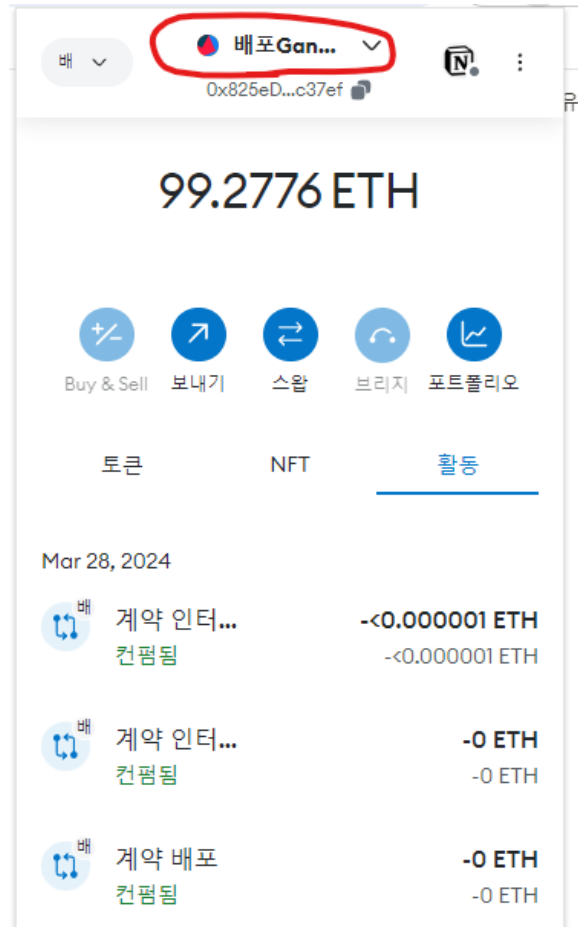 배
배포Gan...
0x825eD...c37ef
유
99.2776 ETH
Buy & Sell 보내기 스왑 브리지 포트폴리오
토큰 NFT 활동
Mar 28, 2024
배 계약 인터... -<0.000001 ETH
컨펌됨 -<0.000001 ETH
배 계약 인터... -0 ETH
컨펌됨 -0 ETH
배 계약 배포 -0 ETH
컨펌됨 -0 ETH